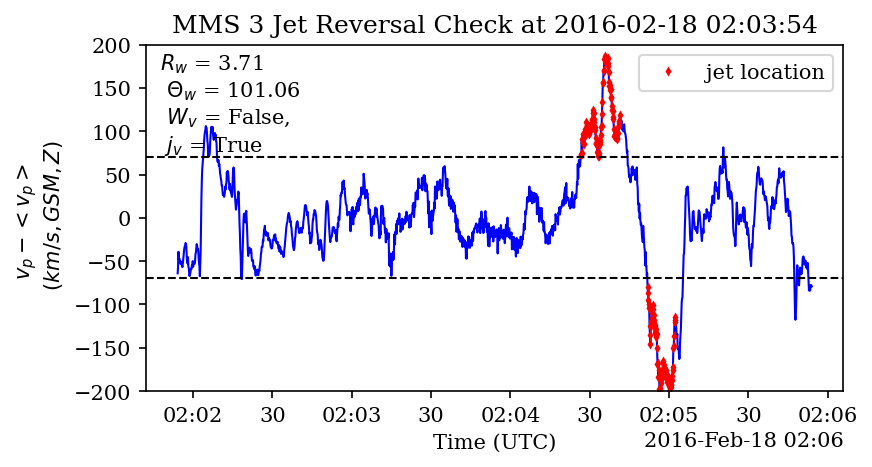 MMS 3 Jet Reversal Check at 2016-02-18 02:03:54
R_w = 3.71
Θ_w = 101.06
W_v = False,
j_v = True
jet location
v_p − < v_p >
(km/s, GSM, Z)
200
150
100
50
0
−50
−100
−150
−200
02:02 30 02:03 30 02:04 30 02:05 30 02:06
Time (UTC)
2016-Feb-18 02:06